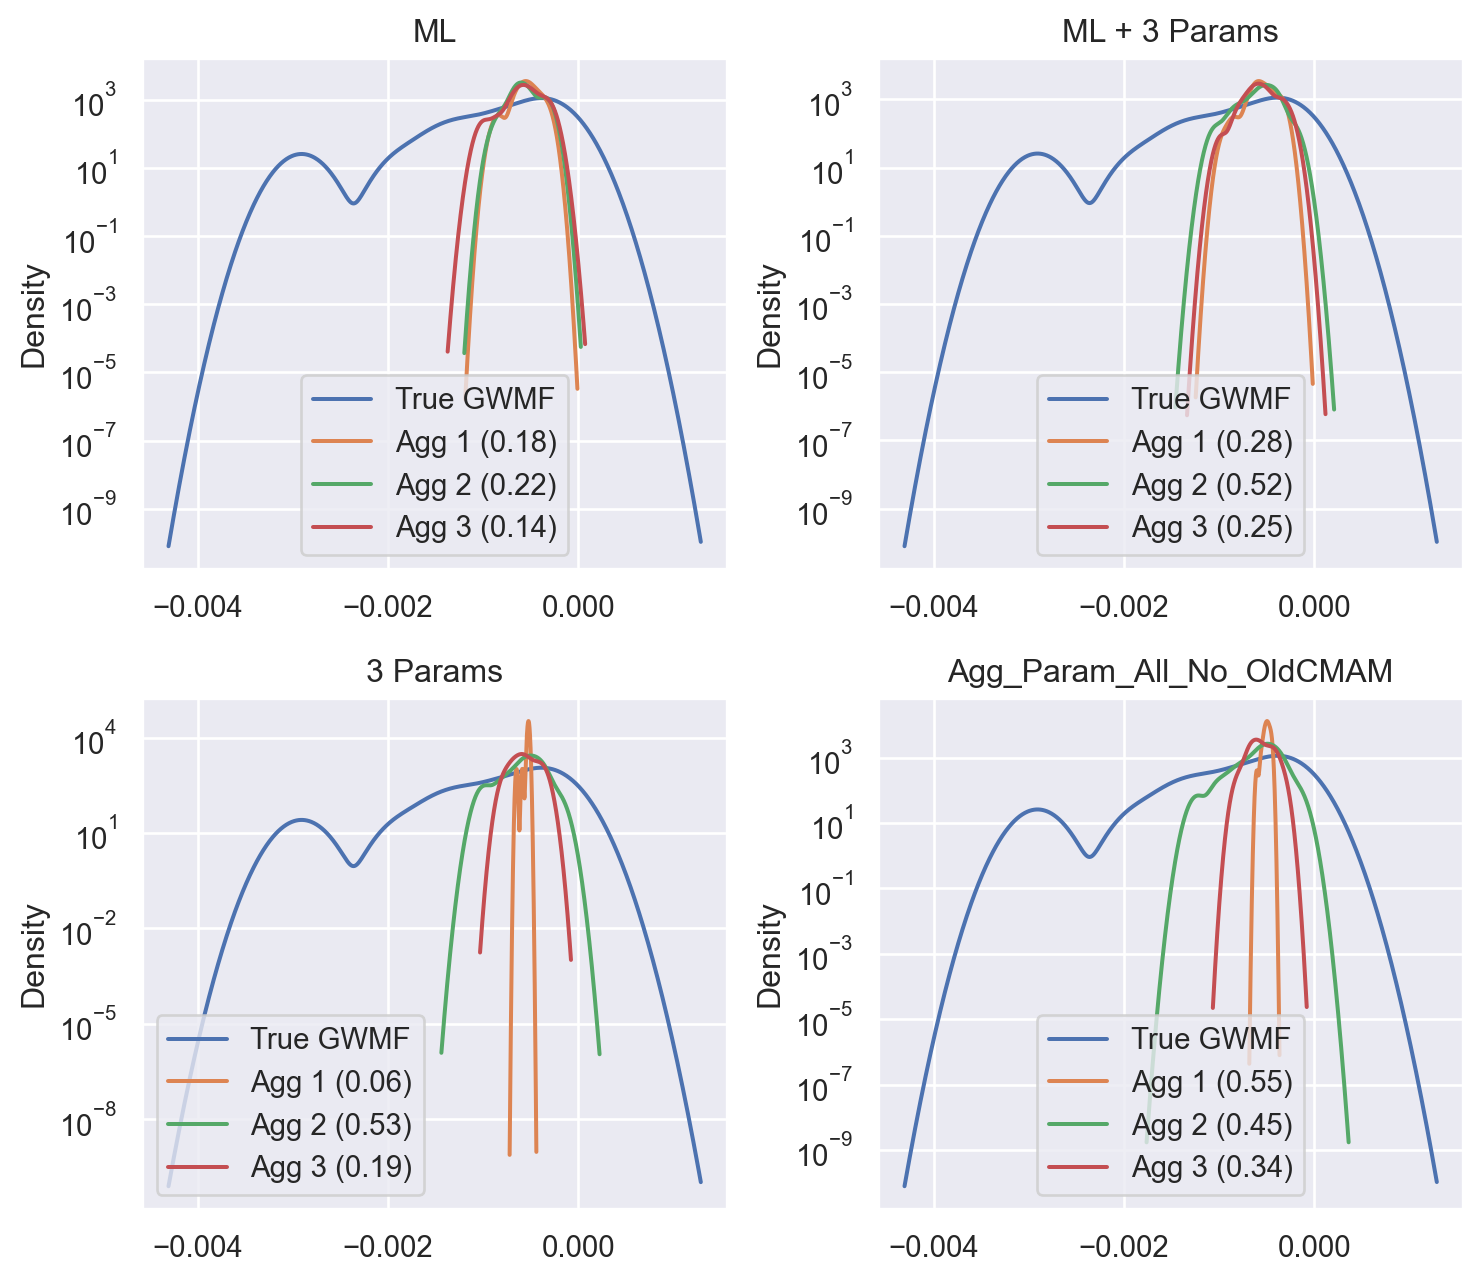 ML
Density
10^3
10^1
10^−1
10^−3
10^−5
10^−7
10^−9
True GWMF
Agg 1 (0.18)
Agg 2 (0.22)
Agg 3 (0.14)
−0.004 −0.002 0.000
ML + 3 Params
Density
10^3
10^1
10^−1
10^−3
10^−5
10^−7
10^−9
True GWMF
Agg 1 (0.28)
Agg 2 (0.52)
Agg 3 (0.25)
−0.004 −0.002 0.000
3 Params
Density
10^4
10^1
10^−2
10^−5
10^−8
True GWMF
Agg 1 (0.06)
Agg 2 (0.53)
Agg 3 (0.19)
−0.004 −0.002 0.000
Agg_Param_All_No_OldCMAM
Density
10^3
10^1
10^−1
10^−3
10^−5
10^−7
10^−9
True GWMF
Agg 1 (0.55)
Agg 2 (0.45)
Agg 3 (0.34)
−0.004 −0.002 0.000